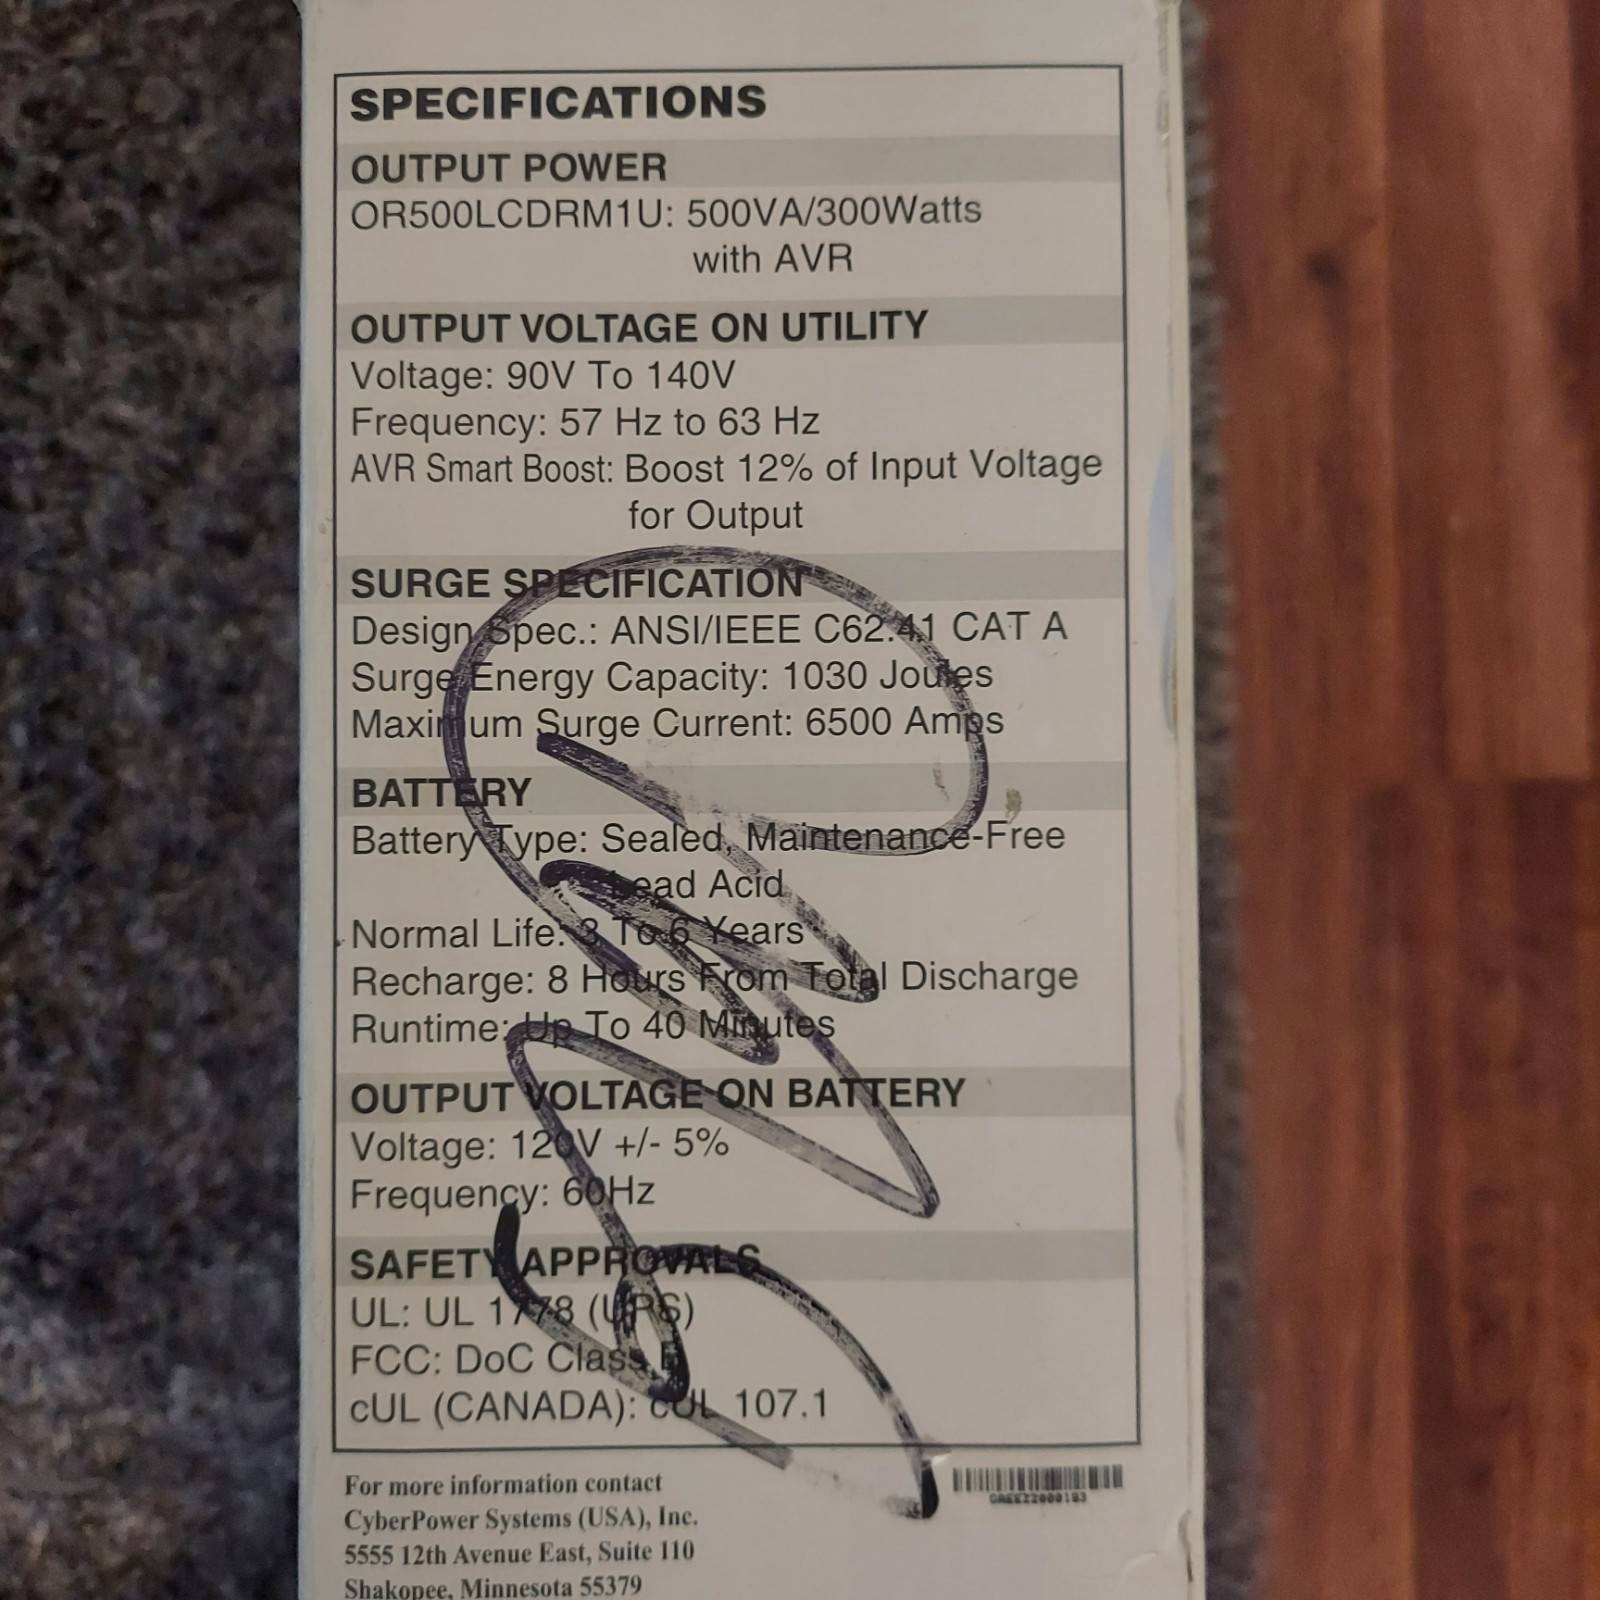 SPECIFICATIONS
OUTPUT POWER
OR500LCDRM1U: 500VA/300Watts
with AVR
OUTPUT VOLTAGE ON UTILITY
Voltage: 90V To 140V
Frequency: 57 Hz to 63 Hz
AVR Smart Boost: Boost 12% of Input Voltage
for Output
SURGE SPECIFICATION
Design Spec.: ANSI/IEEE C62.41 CAT A
Surge Energy Capacity: 1030 Joules
Maximum Surge Current: 6500 Amps
BATTERY
Battery Type: Sealed, Maintenance-Free
Lead Acid
Normal Life: 3 To 6 Years
Recharge: 8 Hours From Total Discharge
Runtime: Up To 40 Minutes
OUTPUT VOLTAGE ON BATTERY
Voltage: 120V +/- 5%
Frequency: 60Hz
SAFETY APPROVALS
UL: UL 1778 (UPS)
FCC: DoC Class B
cUL (CANADA): cUL 107.1
For more information contact
CyberPower Systems (USA), Inc.
5555 12th Avenue East, Suite 110
Shakopee, Minnesota 55379